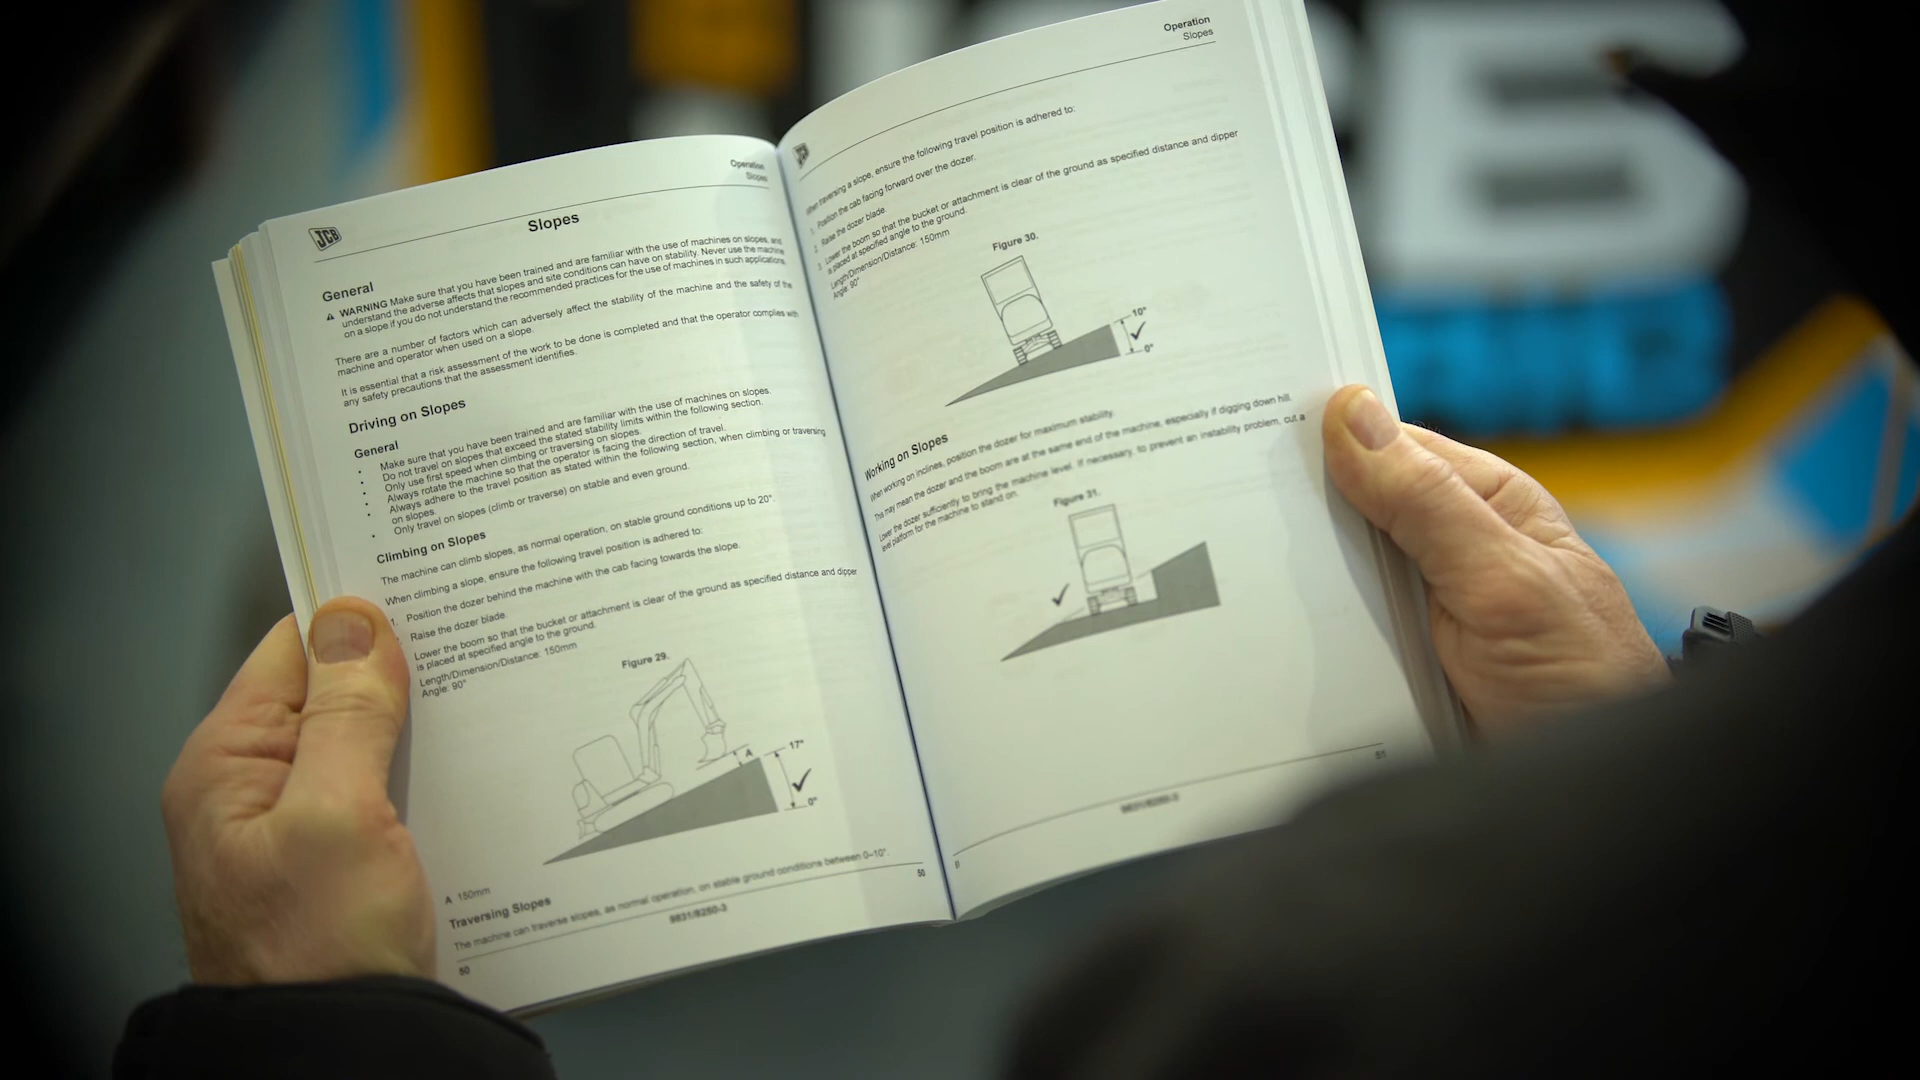 Operation
Slopes
JCB
Slopes
General
WARNING Make sure that you have been trained and are familiar with the use of machines on slopes, and
understand the adverse affects that slopes and site conditions can have on stability. Never use the machine
on a slope if you do not understand the recommended practices for the use of machines in such applications.
There are a number of factors which can adversely affect the stability of the machine and the safety of the
machine and operator when used on a slope.
It is essential that a risk assessment of the work to be done is completed and that the operator complies with
any safety precautions that the assessment identifies.
Driving on Slopes
General
• Make sure that you have been trained and are familiar with the use of machines on slopes.
• Do not travel on slopes that exceed the stated stability limits within the following section.
• Only use first speed when climbing or traversing on slopes.
• Always rotate the machine so that the operator is facing the direction of travel.
• Always adhere to the travel position as stated within the following section, when climbing or traversing
on slopes.
• Only travel on slopes (climb or traverse) on stable and even ground.
Climbing on Slopes
The machine can climb slopes, as normal operation, on stable ground conditions up to 20°.
When climbing a slope, ensure the following travel position is adhered to:
1. Position the dozer behind the machine with the cab facing towards the slope.
Raise the dozer blade.
Lower the boom so that the bucket or attachment is clear of the ground as specified distance and dipper
is placed at specified angle to the ground.
Length/Dimension/Distance: 150mm
Angle: 90°
Figure 29.
A
17°
0°
A 150mm
Traversing Slopes
The machine can traverse slopes, as normal operation, on stable ground conditions between 0–10°.
50
9831/8250-3
50
Operation
Slopes
JCB
When traversing a slope, ensure the following travel position is adhered to:
1. Position the cab facing forward over the dozer.
2. Raise the dozer blade.
3. Lower the boom so that the bucket or attachment is clear of the ground as specified distance and dipper
is placed at specified angle to the ground.
Length/Dimension/Distance: 150mm
Angle: 90°
Figure 30.
10°
0°
Working on Slopes
When working on inclines, position the dozer for maximum stability.
This may mean the dozer and the boom are at the same end of the machine, especially if digging down hill.
Lower the dozer sufficiently to bring the machine level. If necessary, to prevent an instability problem, cut a
level platform for the machine to stand on.
Figure 31.
51
9831/8250-3
51